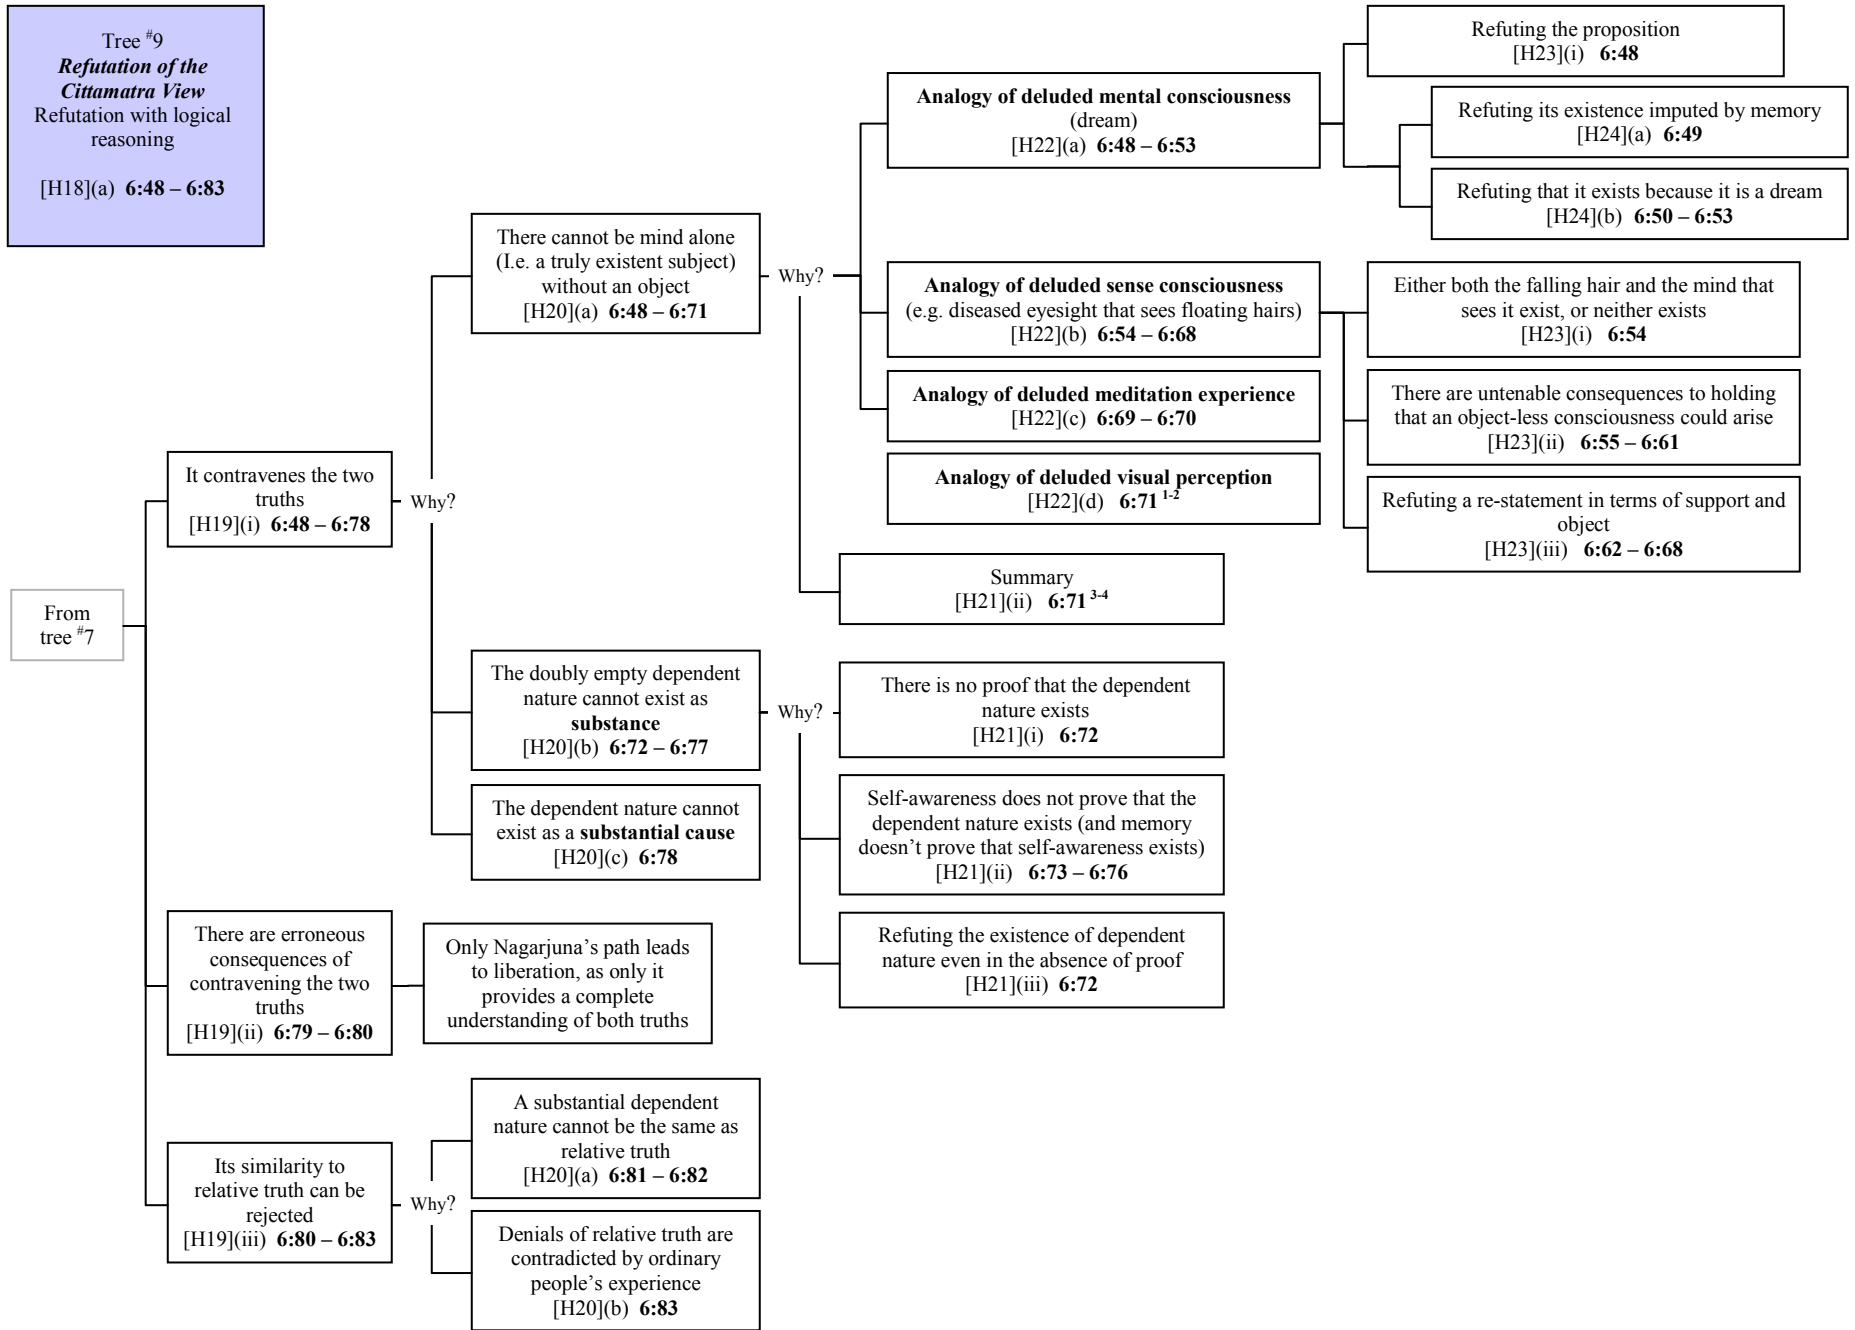 Tree #9
Refutation of the
Cittamatra View
Refutation with logical
reasoning
[H18](a) 6:48 – 6:83
From
tree #7
It contravenes the two
truths
[H19](i) 6:48 – 6:78
Why?
There cannot be mind alone
(I.e. a truly existent subject)
without an object
[H20](a) 6:48 – 6:71
Why?
Analogy of deluded mental consciousness
(dream)
[H22](a) 6:48 – 6:53
Refuting the proposition
[H23](i) 6:48
Refuting its existence imputed by memory
[H24](a) 6:49
Refuting that it exists because it is a dream
[H24](b) 6:50 – 6:53
Analogy of deluded sense consciousness
(e.g. diseased eyesight that sees floating hairs)
[H22](b) 6:54 – 6:68
Either both the falling hair and the mind that
sees it exist, or neither exists
[H23](i) 6:54
There are untenable consequences to holding
that an object-less consciousness could arise
[H23](ii) 6:55 – 6:61
Refuting a re-statement in terms of support and
object
[H23](iii) 6:62 – 6:68
Analogy of deluded meditation experience
[H22](c) 6:69 – 6:70
Analogy of deluded visual perception
[H22](d) 6:71 1-2
Summary
[H21](ii) 6:71 3-4
The doubly empty dependent
nature cannot exist as
substance
[H20](b) 6:72 – 6:77
Why?
There is no proof that the dependent
nature exists
[H21](i) 6:72
Self-awareness does not prove that the
dependent nature exists (and memory
doesn’t prove that self-awareness exists)
[H21](ii) 6:73 – 6:76
Refuting the existence of dependent
nature even in the absence of proof
[H21](iii) 6:72
The dependent nature cannot
exist as a substantial cause
[H20](c) 6:78
There are erroneous
consequences of
contravening the two
truths
[H19](ii) 6:79 – 6:80
Only Nagarjuna’s path leads
to liberation, as only it
provides a complete
understanding of both truths
Its similarity to
relative truth can be
rejected
[H19](iii) 6:80 – 6:83
Why?
A substantial dependent
nature cannot be the same as
relative truth
[H20](a) 6:81 – 6:82
Denials of relative truth are
contradicted by ordinary
people’s experience
[H20](b) 6:83